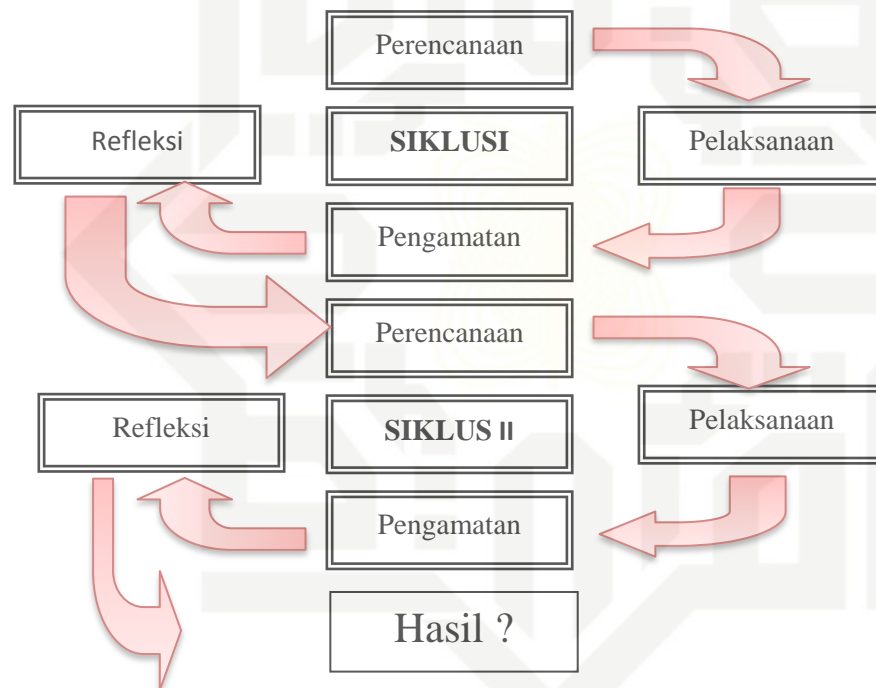 Perencanaan
Refleksi
SIKLUSI
Pelaksanaan
Pengamatan
Perencanaan
Refleksi
SIKLUS II
Pelaksanaan
Pengamatan
Hasil ?